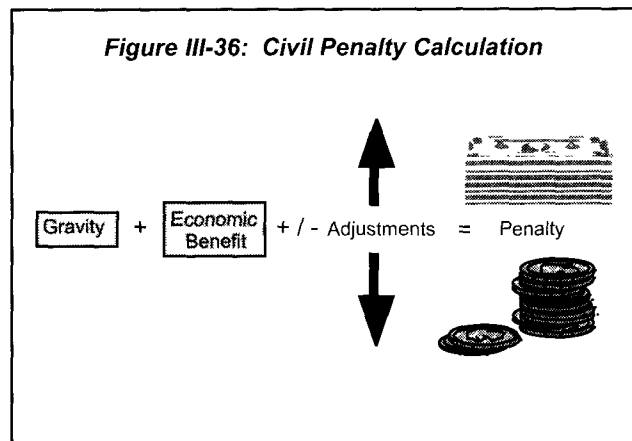 Figure III-36: Civil Penalty Calculation
Gravity + Economic Benefit + / - Adjustments = Penalty